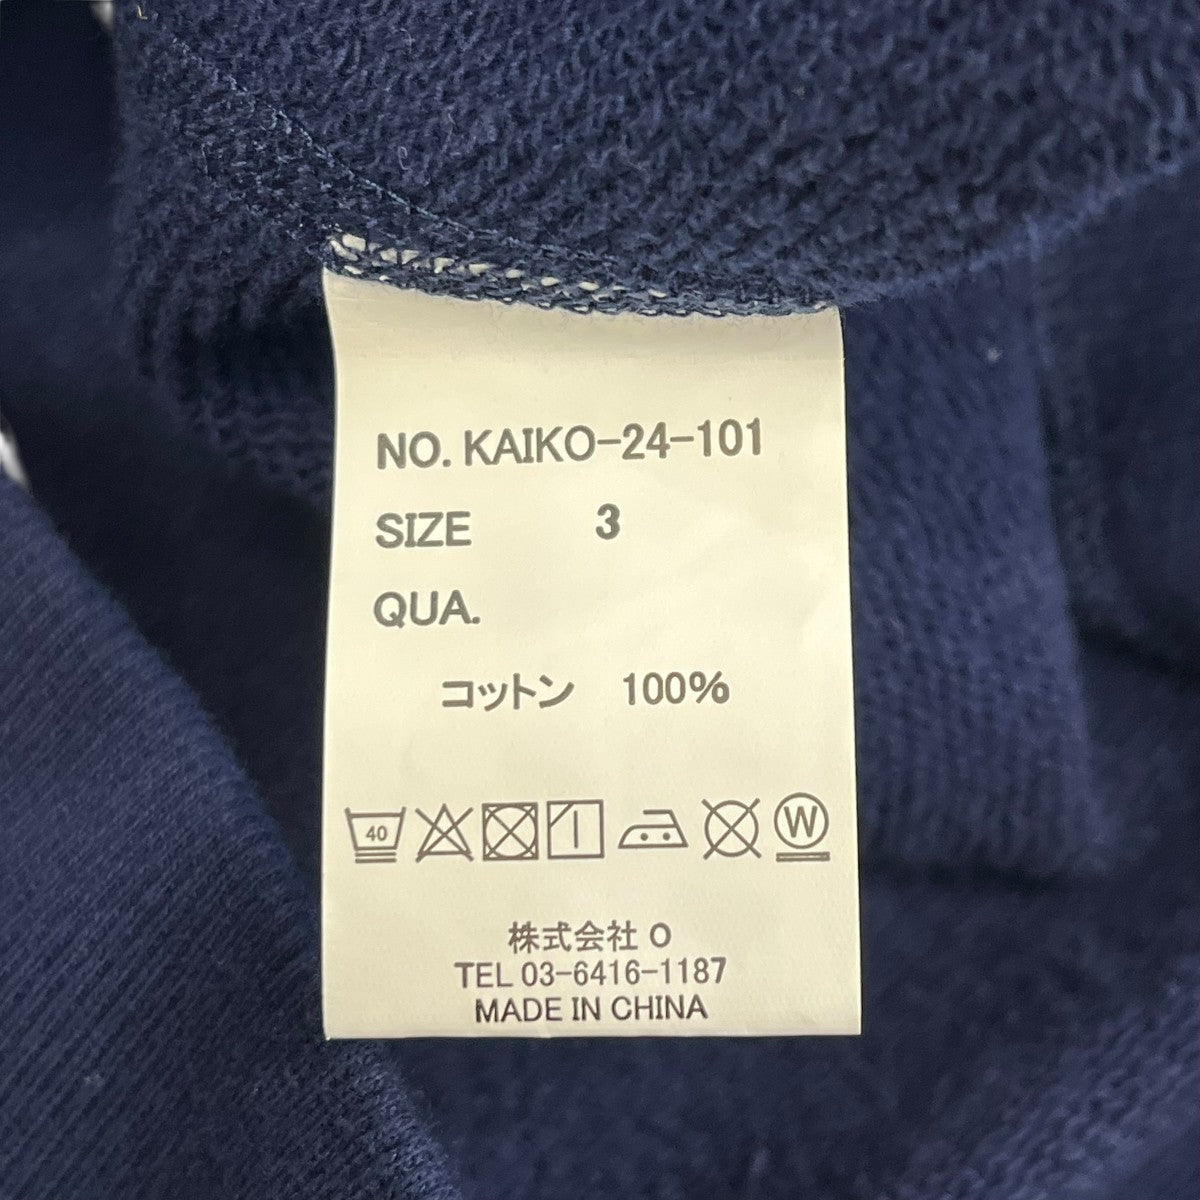 NO. KAIKO-24-101
SIZE 3
QUA.
コットン 100%
40
W
株式会社 O
TEL 03-6416-1187
MADE IN CHINA